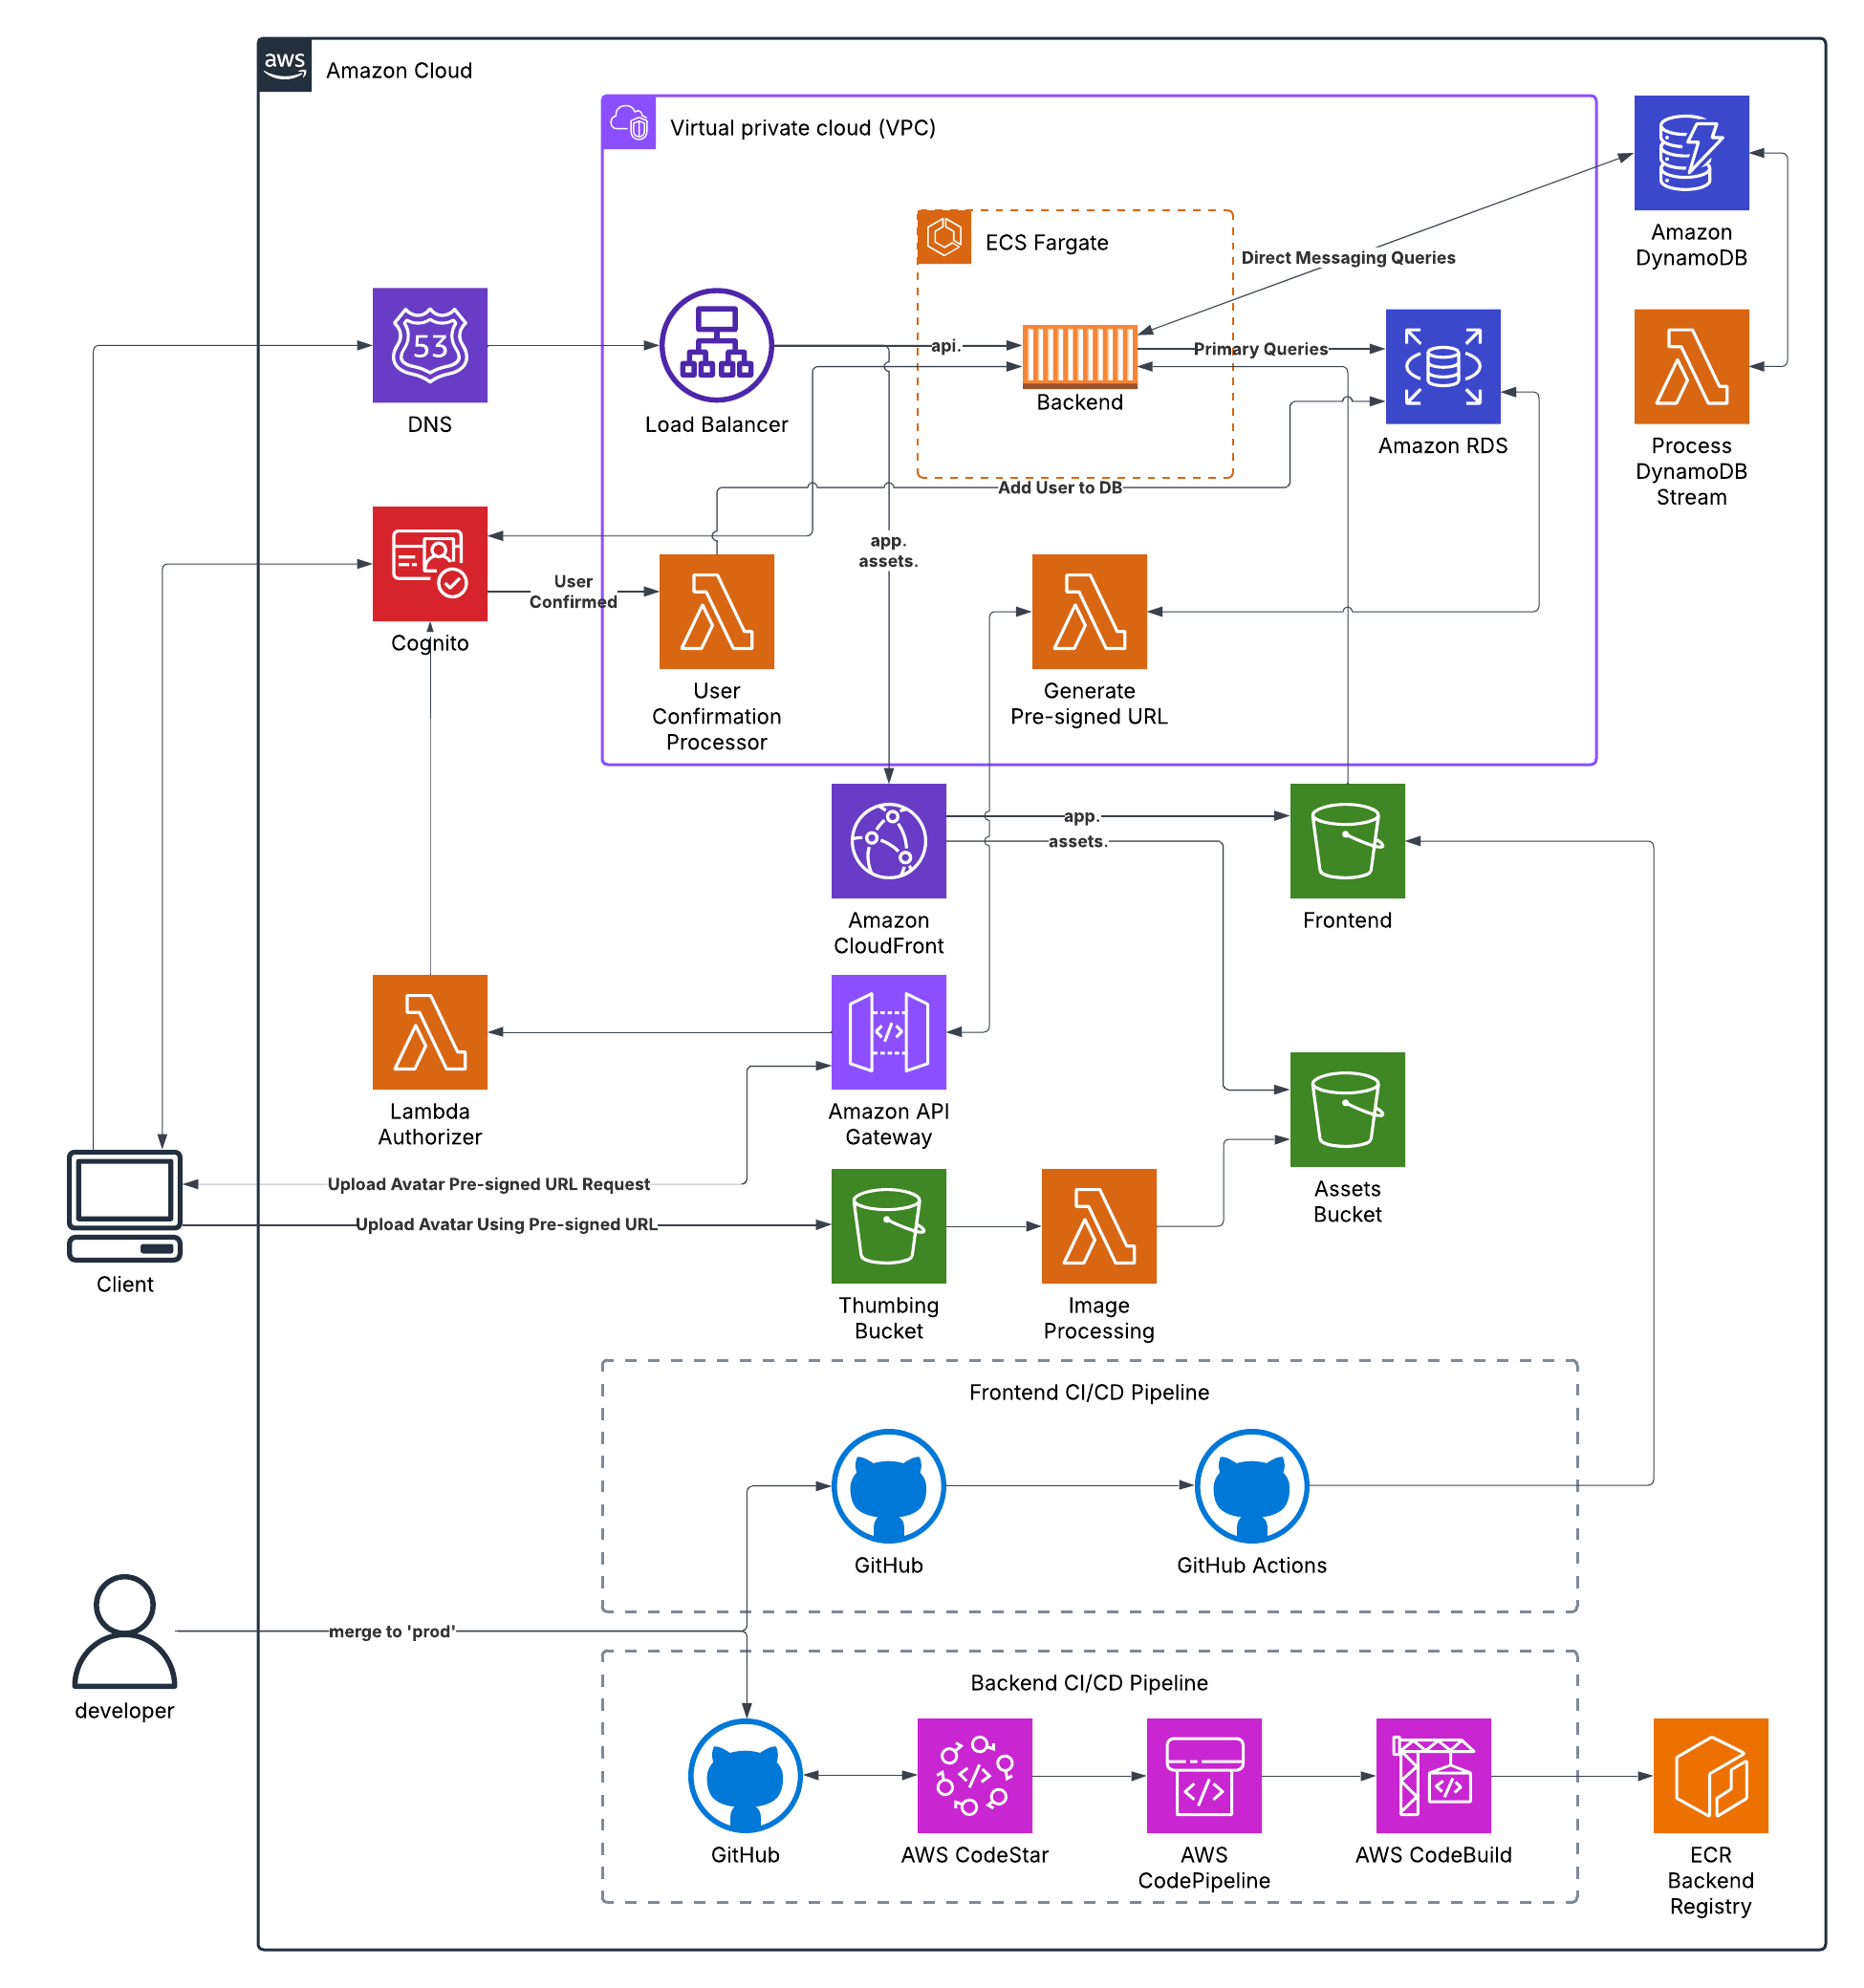 aws
Amazon Cloud
Virtual private cloud (VPC)
Amazon
DynamoDB
ECS Fargate
Direct Messaging Queries
53
DNS
Load Balancer
api.
Backend
Primary Queries
Amazon RDS
Process
DynamoDB
Stream
Add User to DB
Cognito
User
Confirmed
app.
assets.
User
Confirmation
Processor
Generate
Pre-signed URL
Amazon
CloudFront
app.
assets.
Frontend
Lambda
Authorizer
</>
Amazon API
Gateway
Assets
Bucket
Upload Avatar Pre-signed URL Request
Upload Avatar Using Pre-signed URL
Client
Thumbing
Bucket
Image
Processing
Frontend CI/CD Pipeline
GitHub
GitHub Actions
merge to 'prod'
developer
Backend CI/CD Pipeline
GitHub
</>
AWS CodeStar
</>
AWS
CodePipeline
</>
AWS CodeBuild
ECR
Backend
Registry